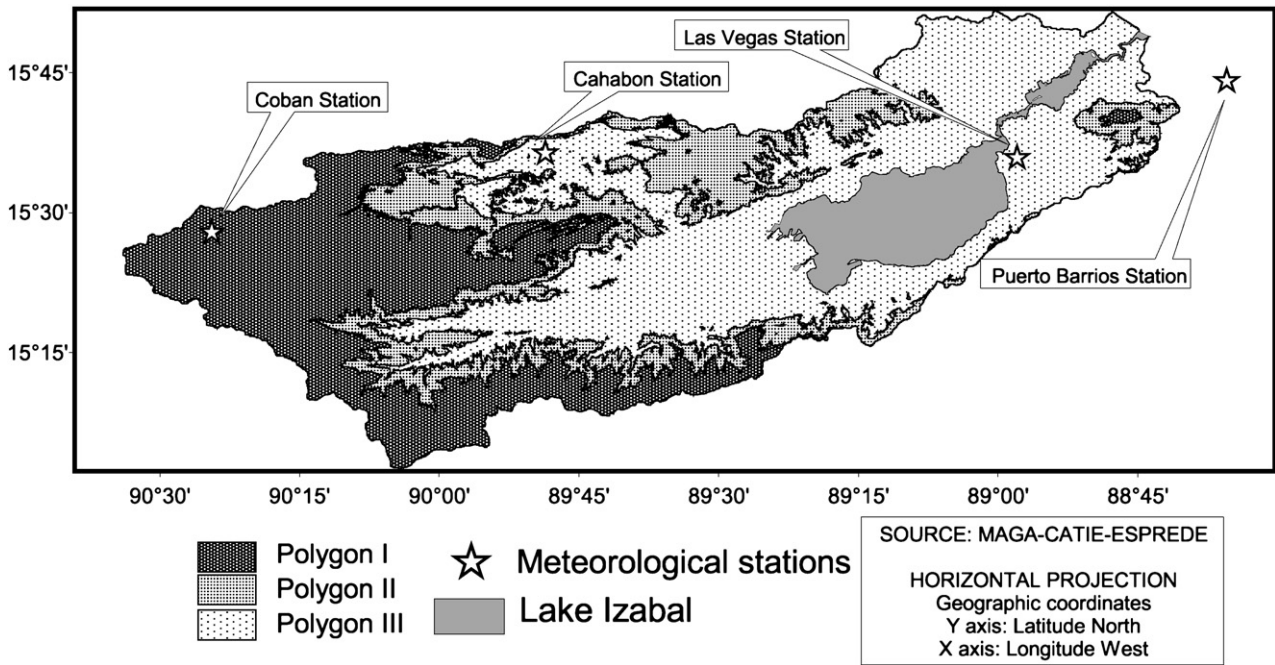 Las Vegas Station
15°45'
Cahabon Station
Coban Station
15°30'
Puerto Barrios Station
15°15'
90°30' 90°15' 90°00' 89°45' 89°30' 89°15' 89°00' 88°45'
Polygon I
Polygon II
Polygon III
Meteorological stations
Lake Izabal
SOURCE: MAGA-CATIE-ESPREDE
HORIZONTAL PROJECTION
Geographic coordinates
Y axis: Latitude North
X axis: Longitude West